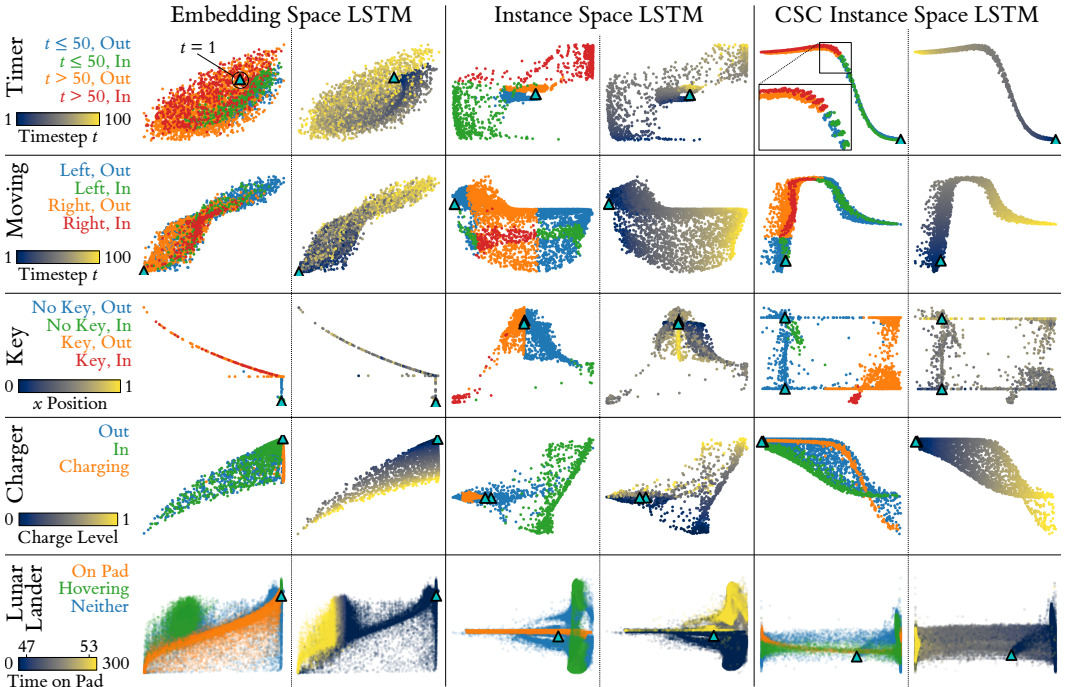 Embedding Space LSTM
Instance Space LSTM
CSC Instance Space LSTM
Timer
t ≤ 50, Out
t ≤ 50, In
t > 50, Out
t > 50, In
1 100
Timestep t
t = 1
Moving
Left, Out
Left, In
Right, Out
Right, In
1 100
Timestep t
Key
No Key, Out
No Key, In
Key, Out
Key, In
0 1
x Position
Charger
Out
In
Charging
0 1
Charge Level
Lunar
Lander
On Pad
Hovering
Neither
47 53
0 300
Time on Pad